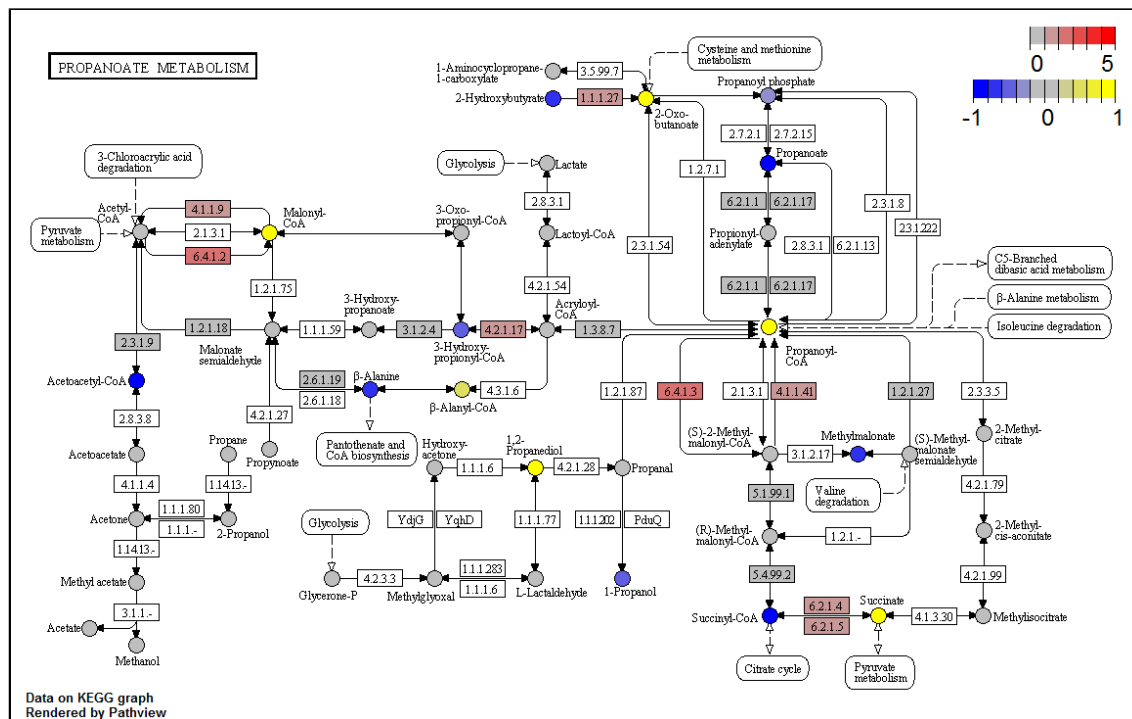 PROPANOATE METABOLISM
0
5
-1
0
1
Cysteine and methionine
metabolism
1-Aminocyclopropane-
1-carboxylate
3.5.99.7
2-Hydroxybutyrate
1.1.1.27
2-Oxo-
butanoate
Propanoyl phosphate
2.7.2.1
2.7.2.15
Propanoate
1.2.7.1
2.3.1.8
2.3.1.222
6.2.1.1
6.2.1.17
Propionyl-
adenylate
2.8.3.1
6.2.1.13
2.3.1.54
6.2.1.1
6.2.1.17
C5-Branched
dibasic acid metabolism
β-Alanine metabolism
Isoleucine degradation
Propanoyl-
CoA
3-Chloroacrylic acid
degradation
Acetyl-
CoA
Pyruvate
metabolism
4.1.1.9
2.1.3.1
6.4.1.2
Malonyl-
CoA
3-Oxo-
propionyl-CoA
Glycolysis
Lactate
2.8.3.1
Lactoyl-CoA
4.2.1.54
Acryloyl-
CoA
1.2.1.75
3-Hydroxy-
propanoate
1.2.1.18
Malonate
semialdehyde
1.1.1.59
3.1.2.4
4.2.1.17
3-Hydroxy-
propionyl-CoA
1.3.8.7
2.3.1.9
Acetoacetyl-CoA
2.6.1.19
2.6.1.18
β-Alanine
β-Alanyl-CoA
4.3.1.6
1.2.1.87
6.4.1.3
2.1.3.1
4.1.1.41
1.2.1.27
2.3.3.5
2.8.3.8
4.2.1.27
Pantothenate and
CoA biosynthesis
Acetoacetate
Propane
Propynoate
Hydroxy-
acetone
1,2-
Propanediol
1.1.1.6
4.2.1.28
Propanal
(S)-2-Methyl-
malonyl-CoA
Methylmalonate
3.1.2.17
(S)-Methyl-
malonate
semialdehyde
2-Methyl-
citrate
4.1.1.4
1.14.13.-
Valine
degradation
5.1.99.1
4.2.1.79
Acetone
1.1.1.80
1.1.1.-
2-Propanol
Glycolysis
YdjG
YqhD
1.1.1.77
1.1.1.202
PduQ
(R)-Methyl-
malonyl-CoA
1.2.1.-
2-Methyl-
cis-aconitate
1.14.13.-
Methyl acetate
Glycerone-P
4.2.3.3
Methylglyoxal
1.1.1.283
1.1.1.6
L-Lactaldehyde
1-Propanol
5.4.99.2
4.2.1.99
3.1.1.-
Acetate
Methanol
Succinyl-CoA
6.2.1.4
6.2.1.5
Succinate
4.1.3.30
Methylisocitrate
Citrate cycle
Pyruvate
metabolism
Data on KEGG graph
Rendered by Pathview